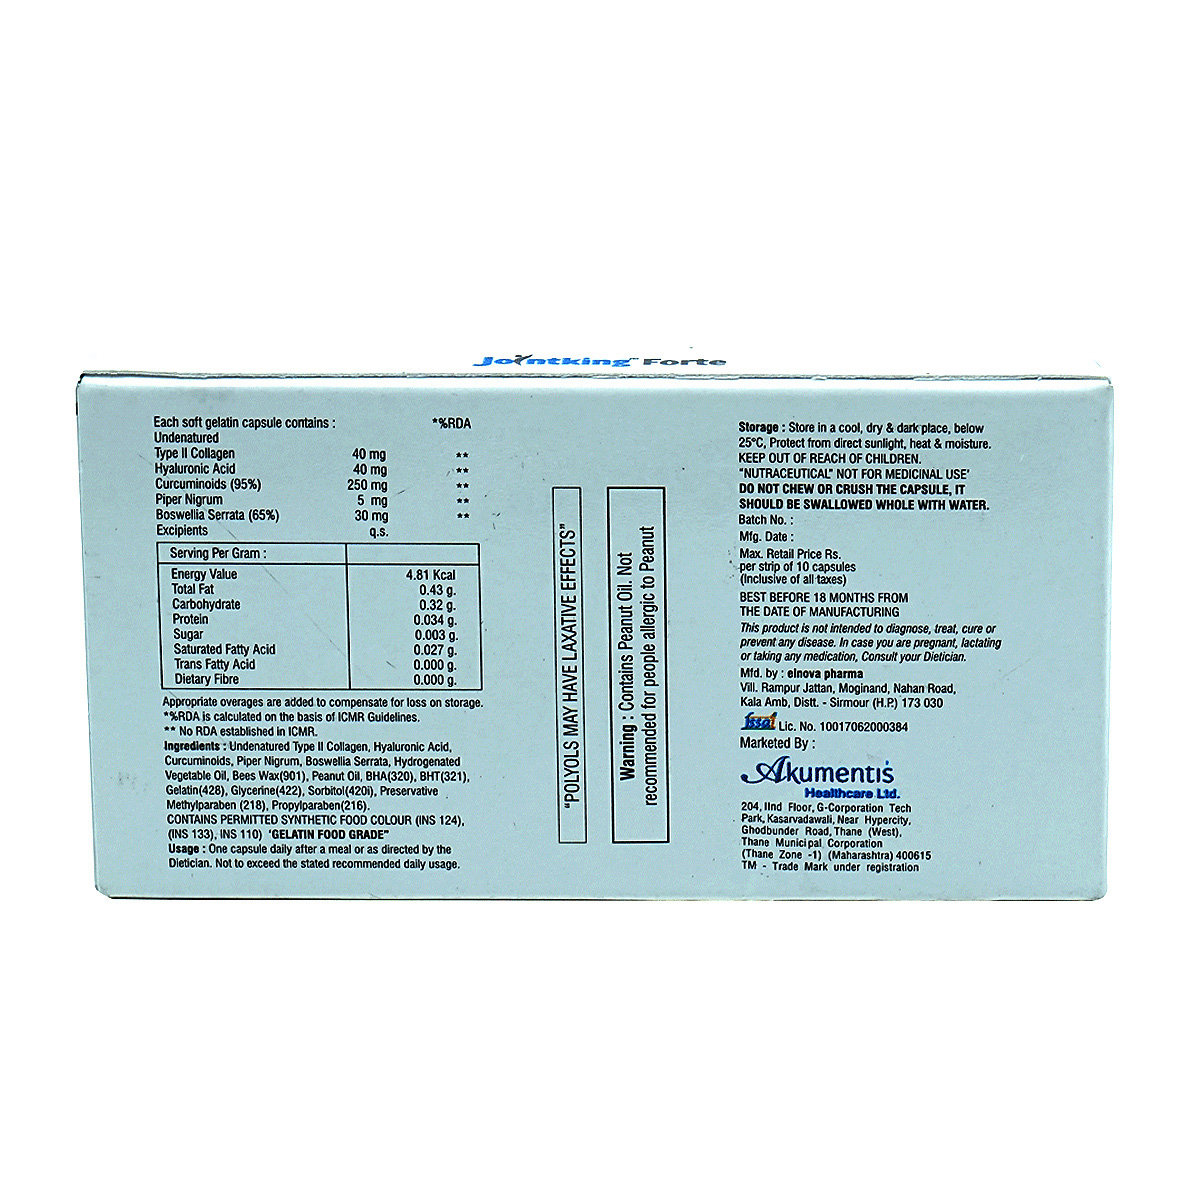 Jointking™ Forte
Each soft gelatin capsule contains : *%RDA
Undenatured
Type II Collagen 40 mg **
Hyaluronic Acid 40 mg **
Curcuminoids (95%) 250 mg **
Piper Nigrum 5 mg **
Boswellia Serrata (65%) 30 mg **
Excipients q.s.
Serving Per Gram :
Energy Value 4.81 Kcal
Total Fat 0.43 g.
Carbohydrate 0.32 g.
Protein 0.034 g.
Sugar 0.003 g.
Saturated Fatty Acid 0.027 g.
Trans Fatty Acid 0.000 g.
Dietary Fibre 0.000 g.
Appropriate overages are added to compensate for loss on storage.
*%RDA is calculated on the basis of ICMR Guidelines.
** No RDA established in ICMR.
Ingredients : Undenatured Type II Collagen, Hyaluronic Acid,
Curcuminoids, Piper Nigrum, Boswellia Serrata, Hydrogenated
Vegetable Oil, Bees Wax(901), Peanut Oil, BHA(320), BHT(321),
Gelatin(428), Glycerine(422), Sorbitol(420i), Preservative
Methylparaben (218), Propylparaben(216).
CONTAINS PERMITTED SYNTHETIC FOOD COLOUR (INS 124),
(INS 133), INS 110) 'GELATIN FOOD GRADE"
Usage : One capsule daily after a meal or as directed by the
Dietician. Not to exceed the stated recommended daily usage.
"POLYOLS MAY HAVE LAXATIVE EFFECTS"
Warning : Contains Peanut Oil. Not
recommended for people allergic to Peanut
Storage : Store in a cool, dry & dark place, below
25°C, Protect from direct sunlight, heat & moisture.
KEEP OUT OF REACH OF CHILDREN.
"NUTRACEUTICAL" NOT FOR MEDICINAL USE'
DO NOT CHEW OR CRUSH THE CAPSULE, IT
SHOULD BE SWALLOWED WHOLE WITH WATER.
Batch No. :
Mfg. Date :
Max. Retail Price Rs.
per strip of 10 capsules
(Inclusive of all taxes)
BEST BEFORE 18 MONTHS FROM
THE DATE OF MANUFACTURING
This product is not intended to diagnose, treat, cure or
prevent any disease. In case you are pregnant, lactating
or taking any medication, Consult your Dietician.
Mfd. by : elnova pharma
Vill. Rampur Jattan, Moginand, Nahan Road,
Kala Amb, Distt. - Sirmour (H.P.) 173 030
fssai Lic. No. 10017062000384
Marketed By :
Akumentis
Healthcare Ltd.
204, IInd Floor, G-Corporation Tech
Park, Kasarvadawali, Near Hypercity,
Ghodbunder Road, Thane (West),
Thane Municipal Corporation
(Thane Zone -1) (Maharashtra) 400615
TM - Trade Mark under registration